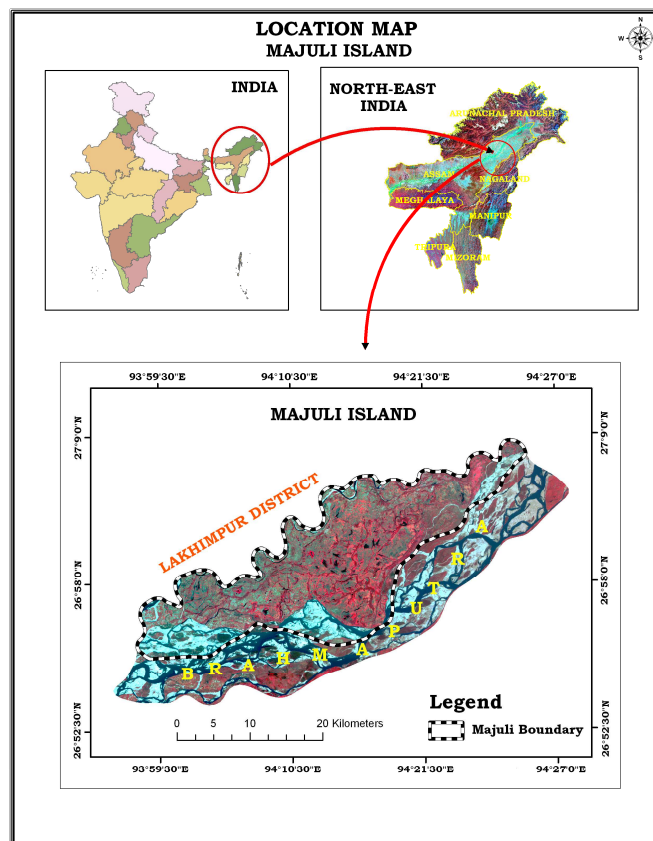 LOCATION MAP
MAJULI ISLAND
N
W
E
S
INDIA
NORTH-EAST
INDIA
ARUNACHAL PRADESH
ASSAM
NAGALAND
MEGHALAYA
MANIPUR
TRIPURA
MIZORAM
93°59'30"E
94°10'30"E
94°21'30"E
94°27'0"E
MAJULI ISLAND
27°9'0"N
27°9'0"N
LAKHIMPUR DISTRICT
26°58'0"N
26°58'0"N
BRAHMAPUTRA
Legend
Majuli Boundary
0 5 10 20 Kilometers
26°52'30"N
26°52'30"N
93°59'30"E
94°10'30"E
94°21'30"E
94°27'0"E